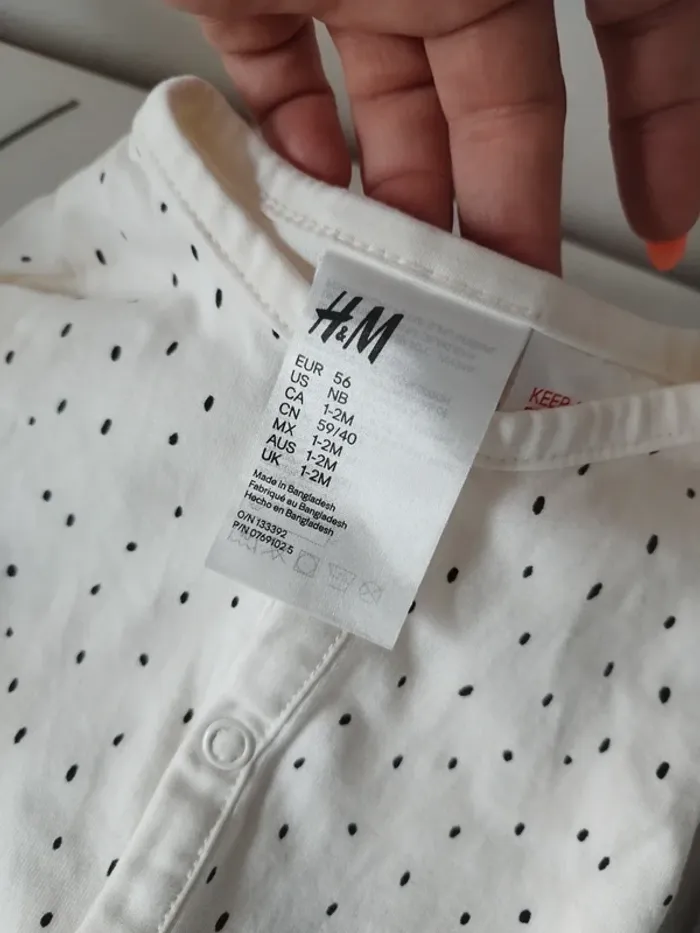 H&M
EUR 56
US NB
CA 1-2M
CN 59/40
MX 1-2M
AUS 1-2M
UK 1-2M
Made in Bangladesh
Fabriqué au Bangladesh
Hecho en Bangladesh
O/N 133392
P/N 0769102 5
KEEP